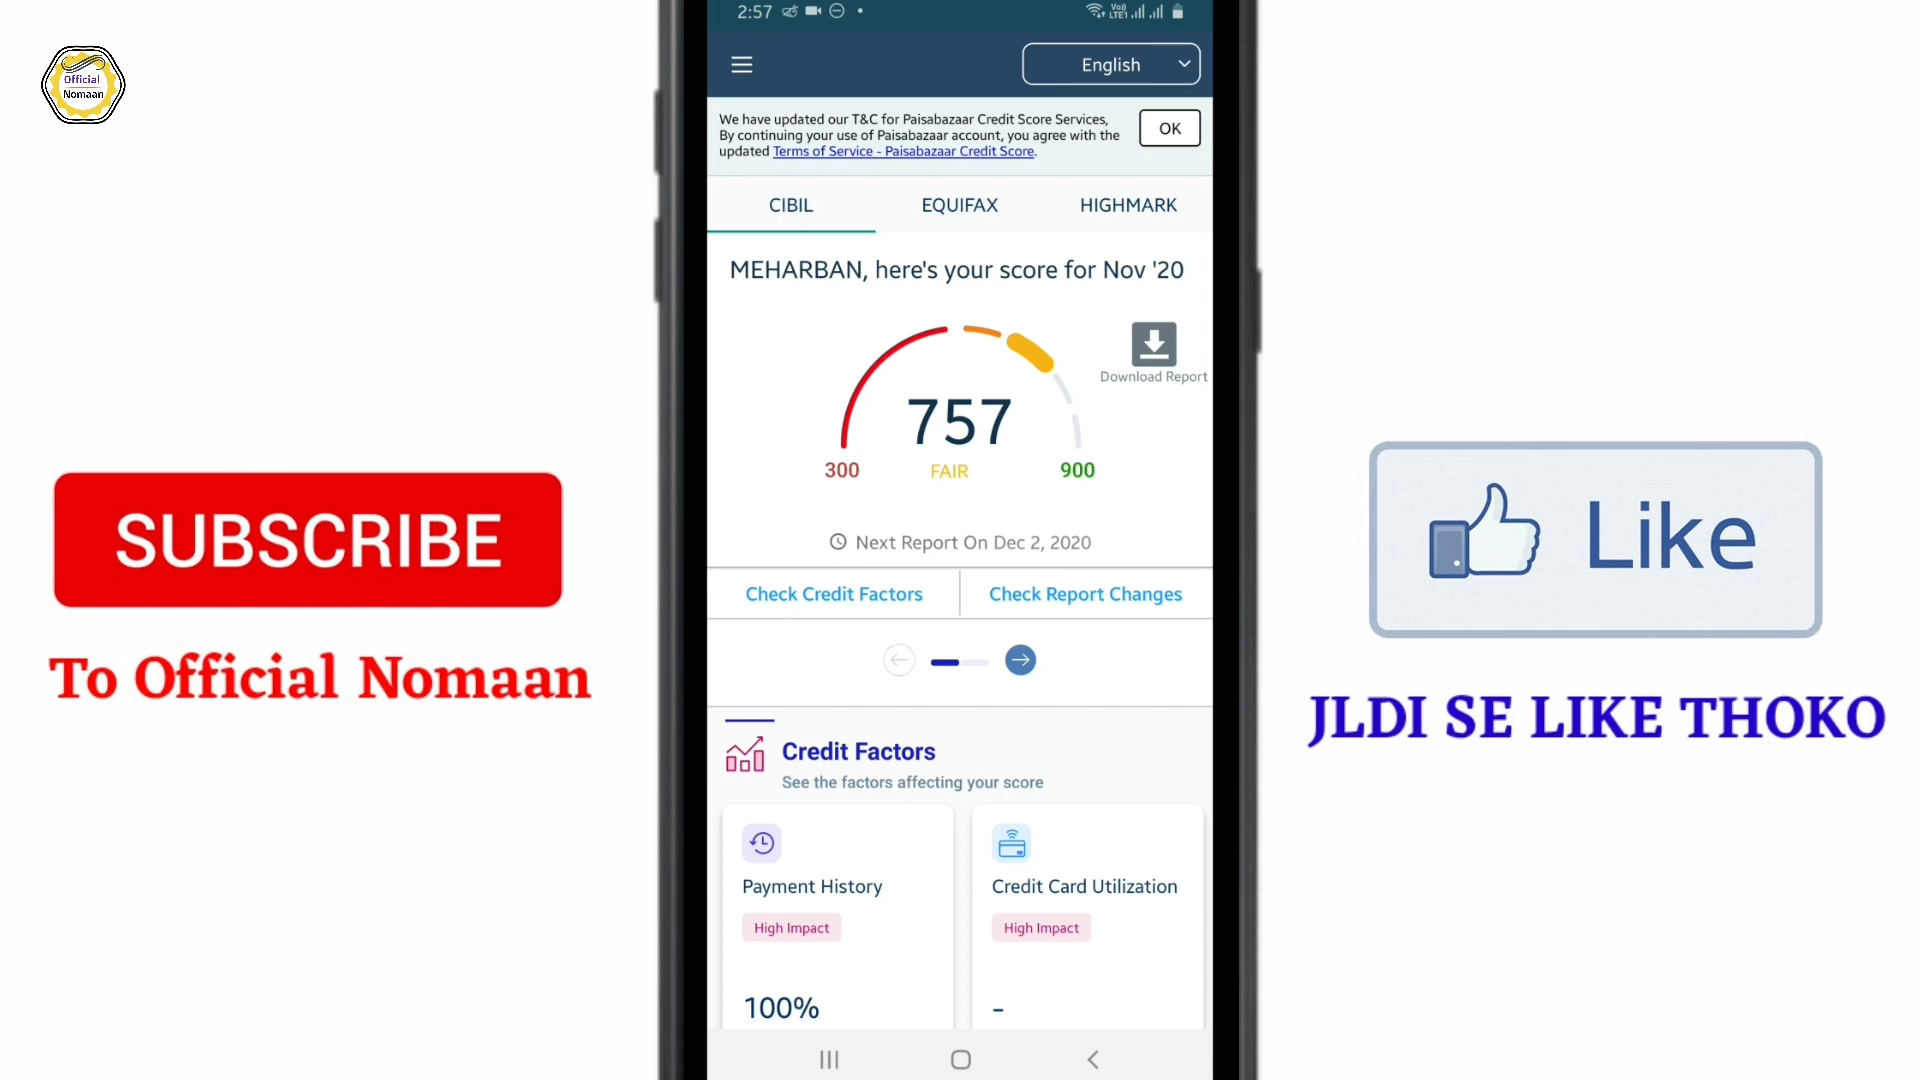 Official
Nomaan
2:57
Vo))
LTE1
English
We have updated our T&C for Paisabazaar Credit Score Services,
By continuing your use of Paisabazaar account, you agree with the
updated Terms of Service - Paisabazaar Credit Score.
OK
CIBIL
EQUIFAX
HIGHMARK
MEHARBAN, here's your score for Nov '20
Download Report
757
300
FAIR
900
Next Report On Dec 2, 2020
Check Credit Factors
Check Report Changes
Credit Factors
See the factors affecting your score
Payment History
High Impact
100%
Credit Card Utilization
High Impact
-
SUBSCRIBE
To Official Nomaan
Like
JLDI SE LIKE THOKO